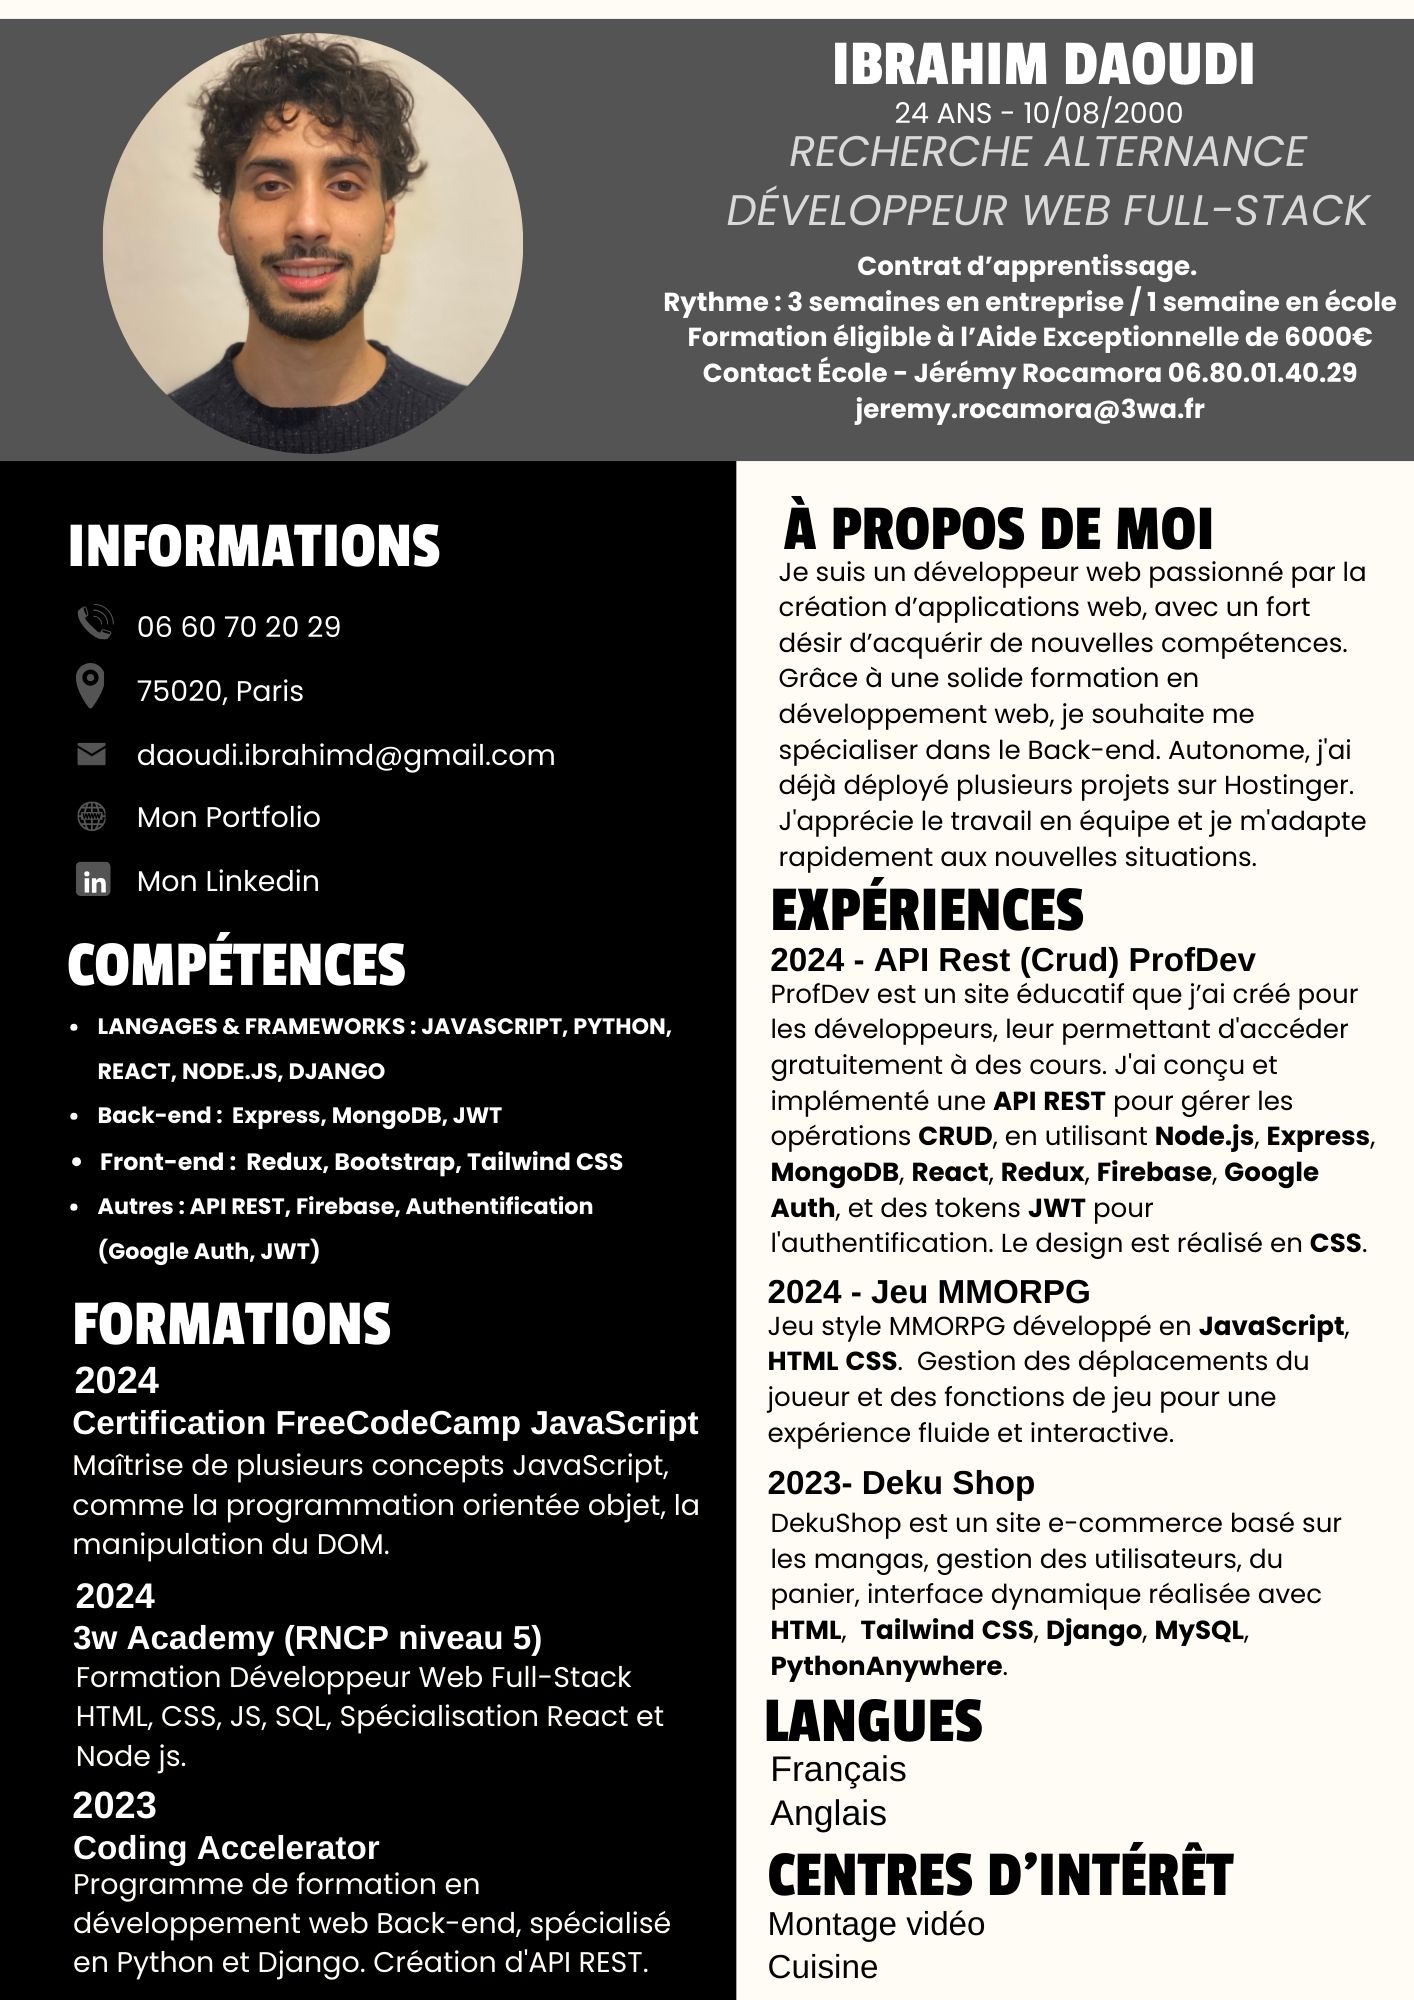 IBRAHIM DAOUDI
24 ANS - 10/08/2000
RECHERCHE ALTERNANCE
DÉVELOPPEUR WEB FULL-STACK
Contrat d’apprentissage.
Rythme : 3 semaines en entreprise / 1 semaine en école
Formation éligible à l’Aide Exceptionnelle de 6000€
Contact École - Jérémy Rocamora 06.80.01.40.29
jeremy.rocamora@3wa.fr
INFORMATIONS
06 60 70 20 29
75020, Paris
daoudi.ibrahimd@gmail.com
Mon Portfolio
in
Mon Linkedin
COMPÉTENCES
• LANGAGES & FRAMEWORKS : JAVASCRIPT, PYTHON,
REACT, NODE.JS, DJANGO
• Back-end :  Express, MongoDB, JWT
• Front-end :  Redux, Bootstrap, Tailwind CSS
• Autres : API REST, Firebase, Authentification
(Google Auth, JWT)
FORMATIONS
2024
Certification FreeCodeCamp JavaScript
Maîtrise de plusieurs concepts JavaScript,
comme la programmation orientée objet, la
manipulation du DOM.
2024
3w Academy (RNCP niveau 5)
Formation Développeur Web Full-Stack
HTML, CSS, JS, SQL, Spécialisation React et
Node js.
2023
Coding Accelerator
Programme de formation en
développement web Back-end, spécialisé
en Python et Django. Création d'API REST.
À PROPOS DE MOI
Je suis un développeur web passionné par la
création d’applications web, avec un fort
désir d’acquérir de nouvelles compétences.
Grâce à une solide formation en
développement web, je souhaite me
spécialiser dans le Back-end. Autonome, j'ai
déjà déployé plusieurs projets sur Hostinger.
J'apprécie le travail en équipe et je m'adapte
rapidement aux nouvelles situations.
EXPÉRIENCES
2024 - API Rest (Crud) ProfDev
ProfDev est un site éducatif que j’ai créé pour
les développeurs, leur permettant d'accéder
gratuitement à des cours. J'ai conçu et
implémenté une API REST pour gérer les
opérations CRUD, en utilisant Node.js, Express,
MongoDB, React, Redux, Firebase, Google
Auth, et des tokens JWT pour
l'authentification. Le design est réalisé en CSS.
2024 - Jeu MMORPG
Jeu style MMORPG développé en JavaScript,
HTML CSS.  Gestion des déplacements du
joueur et des fonctions de jeu pour une
expérience fluide et interactive.
2023- Deku Shop
DekuShop est un site e-commerce basé sur
les mangas, gestion des utilisateurs, du
panier, interface dynamique réalisée avec
HTML,  Tailwind CSS, Django, MySQL,
PythonAnywhere.
LANGUES
Français
Anglais
CENTRES D’INTÉRÊT
Montage vidéo
Cuisine